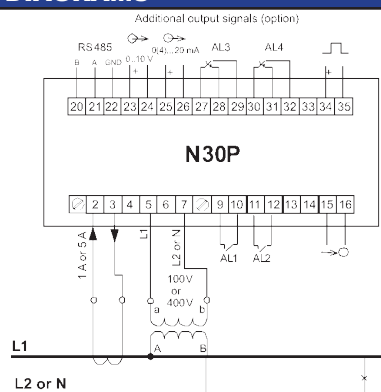 DIAGRAMS
Additional output signals (option)
RS485
0(4)...20 mA
AL3
AL4
B
A
GND
0...10 V
+
+
+
20 21 22 23 24 25 26 27 28 29 30 31 32 33 34 35
N30P
2 3 4 5 6 7 9 10 11 12 13 14 15 16
1 A or 5 A
L1
L2 or N
AL1
AL2
100V
or
400V
a
b
A
B
L1
L2 or N